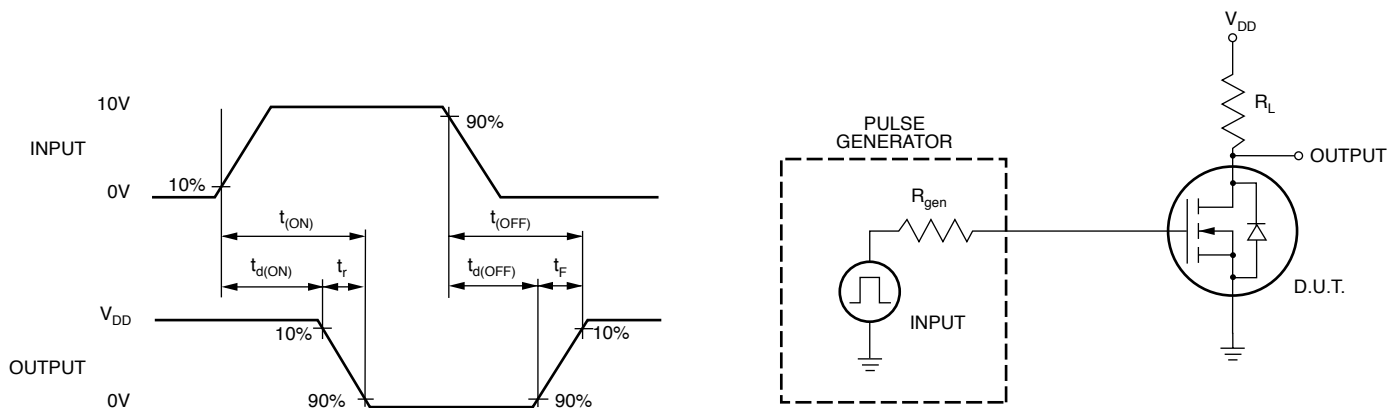 10V
INPUT
0V
10%
90%
t(ON)
t(OFF)
td(ON)
tr
td(OFF)
tF
VDD
10%
10%
OUTPUT
0V
90%
90%
PULSE
GENERATOR
Rgen
INPUT
VDD
RL
OUTPUT
D.U.T.